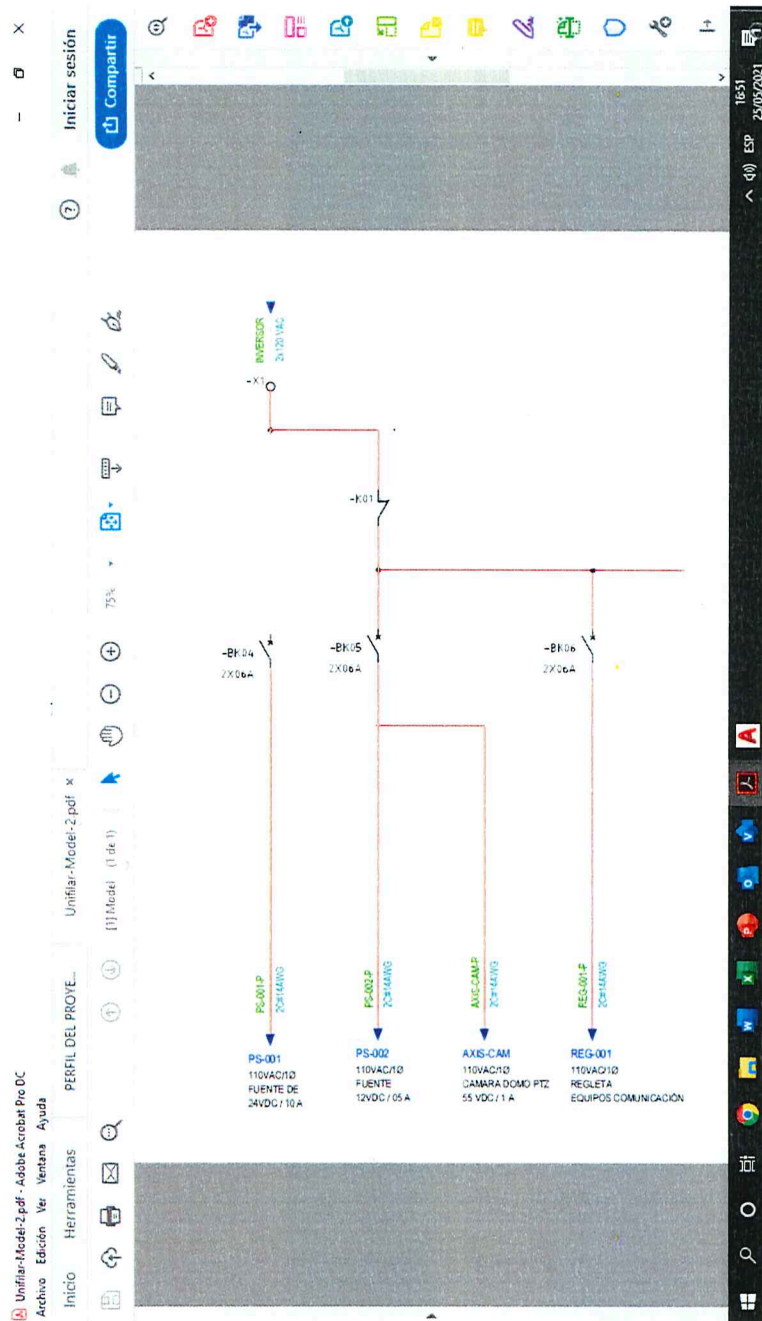 Unifilar-Model-2.pdf - Adobe Acrobat Pro DC
Archivo Edición Ver Ventana Ayuda
Inicio Herramientas PERFIL DEL PROYE... Unifilar-Model-2.pdf × Iniciar sesión
[1] Model (1 de 1) 75% Compartir
INVERSOR
2x120 VAC
-X1
-K01
-BK04
2X06A
-BK05
2X06A
-BK06
2X06A
PS-001-P
2C#14AWG
PS-002-P
2C#14AWG
AXIS-CAM-P
2C#14AWG
REG-001-P
2C#14AWG
PS-001
110VAC/1Ø
FUENTE DE
24VDC / 10 A
PS-002
110VAC/1Ø
FUENTE
12VDC / 05 A
AXIS-CAM
110VAC/1Ø
CAMARA DOMO PTZ
55 VDC / 1 A
REG-001
110VAC/1Ø
REGLETA
EQUIPOS COMUNICACIÓN
ESP
16:51
25/05/2021